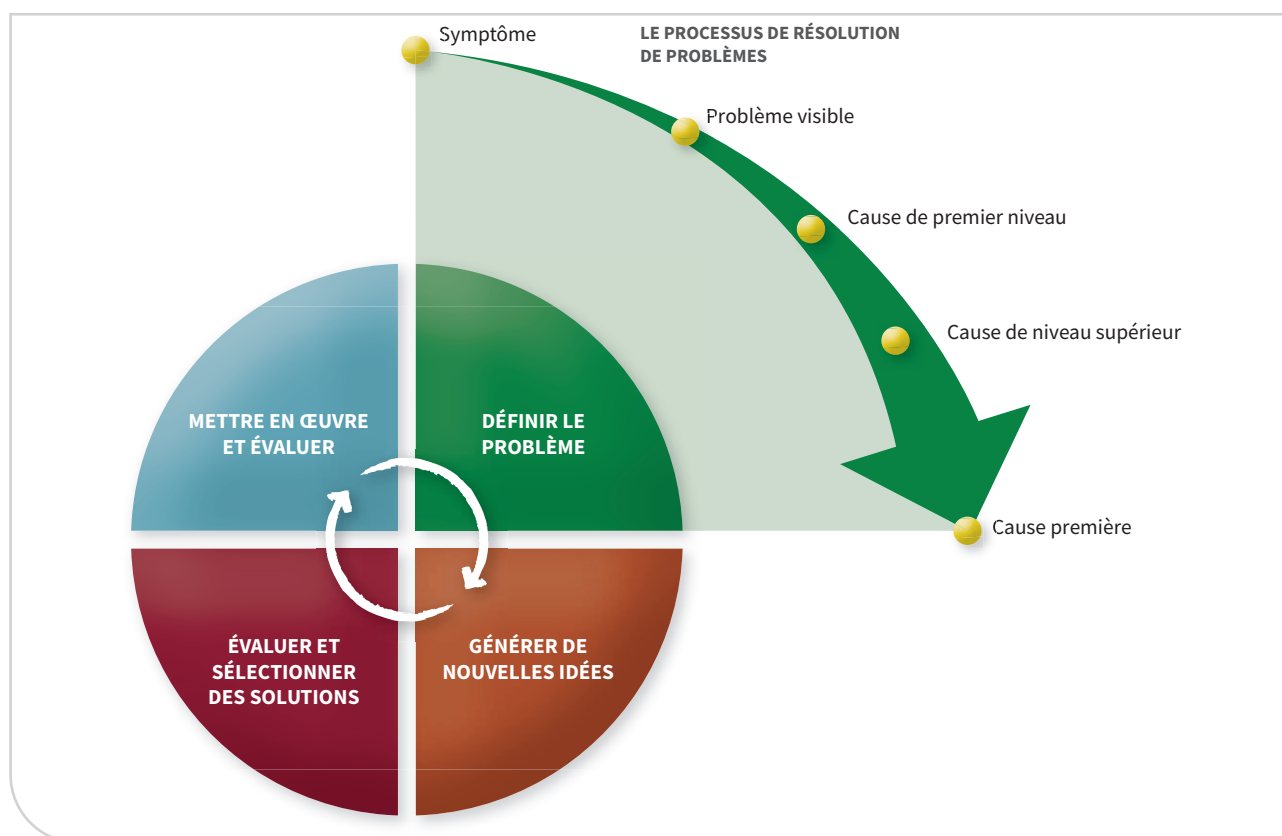 Symptôme
LE PROCESSUS DE RÉSOLUTION
DE PROBLÈMES
Problème visible
Cause de premier niveau
Cause de niveau supérieur
Cause première
METTRE EN ŒUVRE
ET ÉVALUER
DÉFINIR LE
PROBLÈME
ÉVALUER ET
SÉLECTIONNER
DES SOLUTIONS
GÉNÉRER DE
NOUVELLES IDÉES